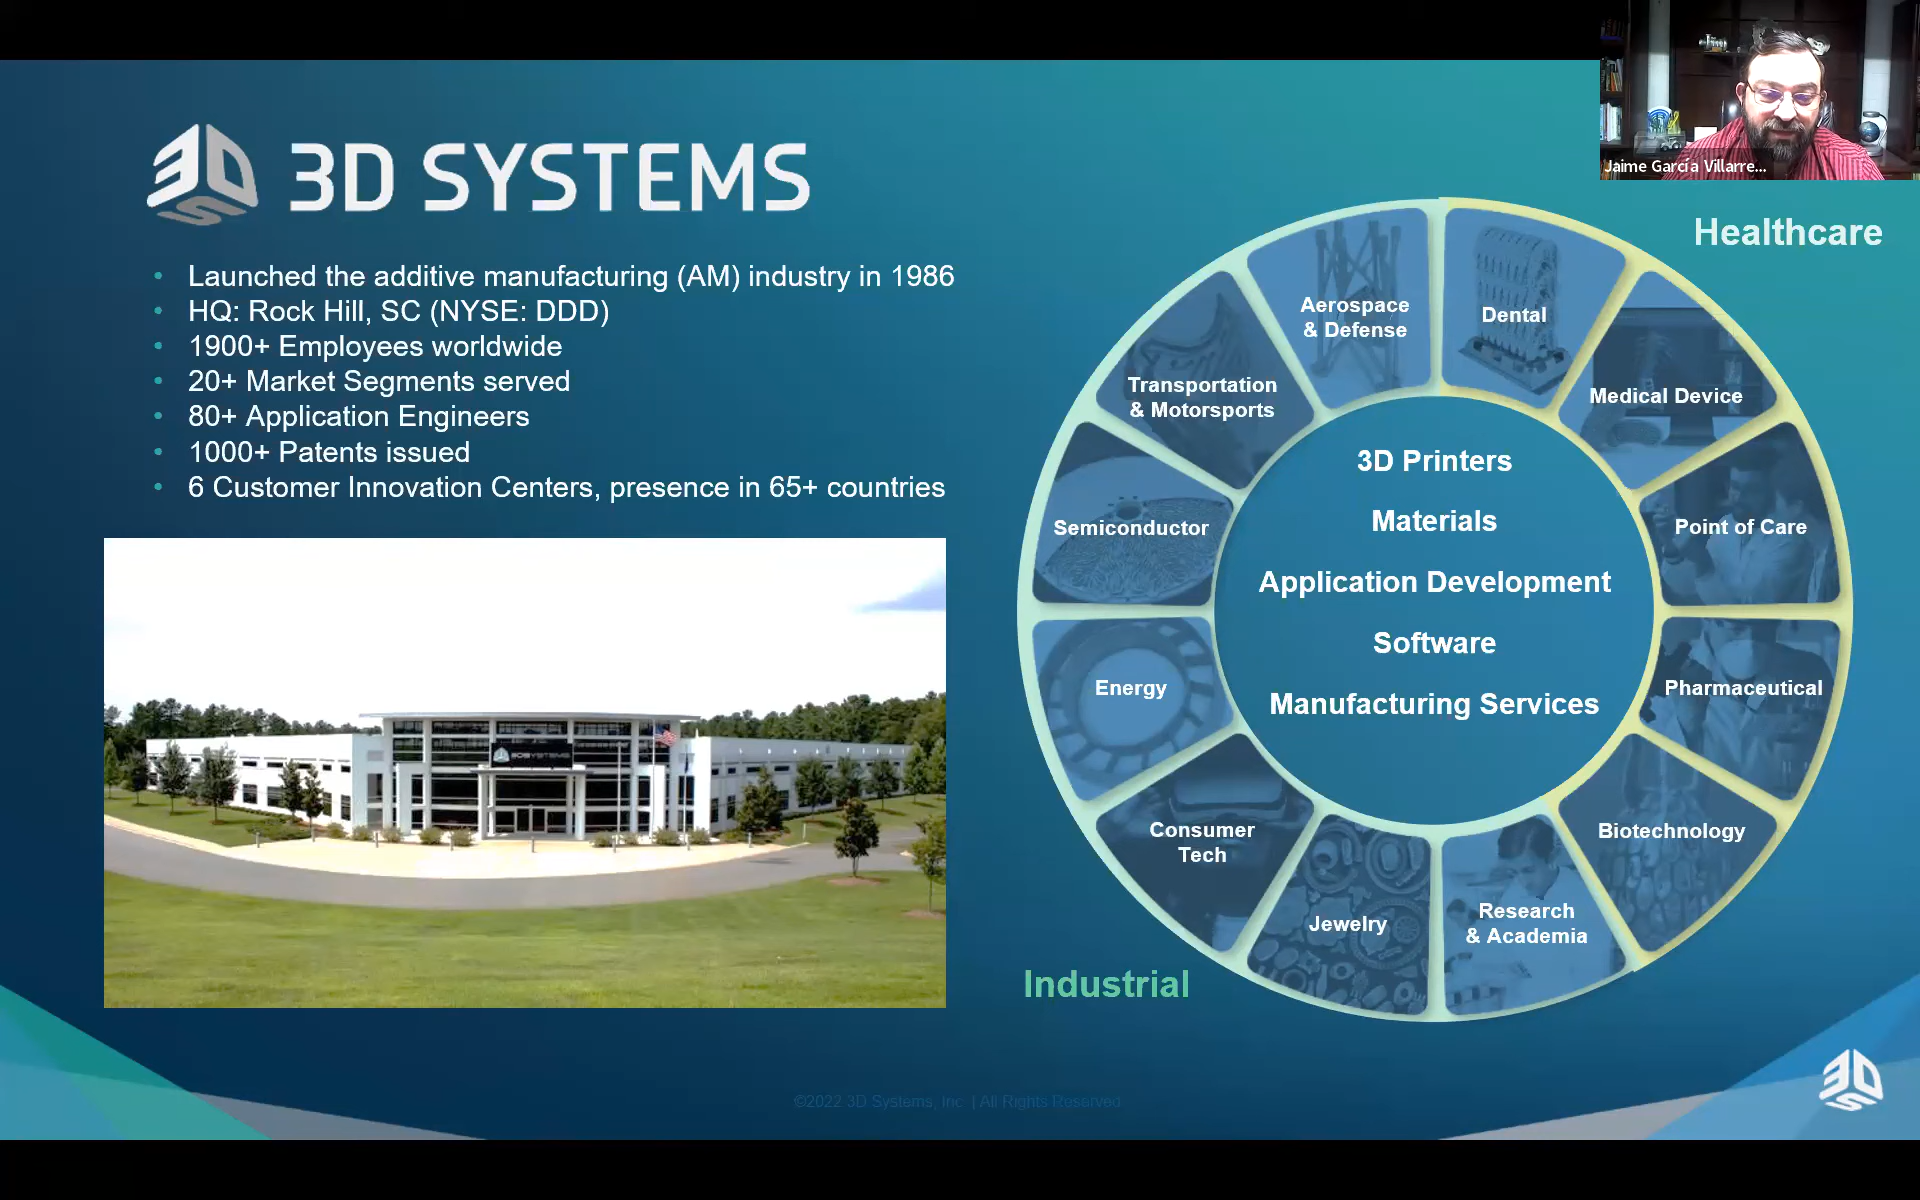 3D SYSTEMS
Launched the additive manufacturing (AM) industry in 1986
HQ: Rock Hill, SC (NYSE: DDD)
1900+ Employees worldwide
20+ Market Segments served
80+ Application Engineers
1000+ Patents issued
6 Customer Innovation Centers, presence in 65+ countries
3DSYSTEMS
Jaime García Villarre...
Healthcare
Aerospace
& Defense
Dental
Transportation
& Motorsports
Medical Device
Semiconductor
Point of Care
Energy
Pharmaceutical
Consumer
Tech
Biotechnology
Jewelry
Research
& Academia
3D Printers
Materials
Application Development
Software
Manufacturing Services
Industrial
©2022 3D Systems, Inc. | All Rights Reserved
3DS